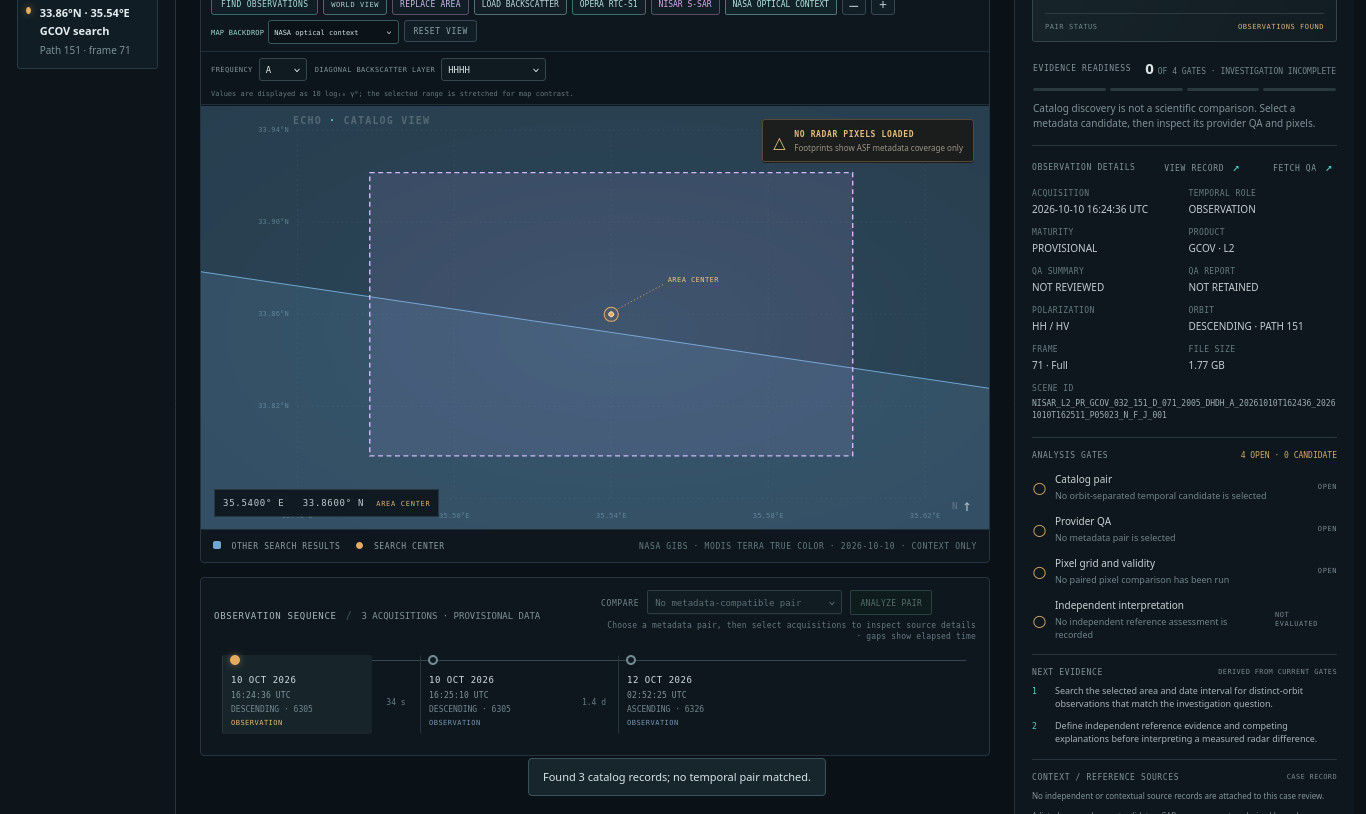 33.86°N · 35.54°E
GCOV search
Path 151 · frame 71
FIND OBSERVATIONS
WORLD VIEW
REPLACE AREA
LOAD BACKSCATTER
OPERA RTC-S1
NISAR S-SAR
NASA OPTICAL CONTEXT
—
+
MAP BACKDROP
NASA optical context
RESET VIEW
FREQUENCY
A
DIAGONAL BACKSCATTER LAYER
HHHH
Values are displayed as 10 log₁₀ γ⁰; the selected range is stretched for map contrast.
ECHO · CATALOG VIEW
33.94°N
33.90°N
33.86°N
33.82°N
NO RADAR PIXELS LOADED
Footprints show ASF metadata coverage only
AREA CENTER
35.5400° E 33.8600° N AREA CENTER
35.50°E
35.54°E
35.58°E
35.62°E
N ↑
OTHER SEARCH RESULTS
SEARCH CENTER
NASA GIBS · MODIS TERRA TRUE COLOR · 2026-10-10 · CONTEXT ONLY
OBSERVATION SEQUENCE / 3 ACQUISITIONS · PROVISIONAL DATA
COMPARE
No metadata-compatible pair
ANALYZE PAIR
Choose a metadata pair, then select acquisitions to inspect source details
· gaps show elapsed time
10 OCT 2026
16:24:36 UTC
DESCENDING · 6305
OBSERVATION
34 s
10 OCT 2026
16:25:10 UTC
DESCENDING · 6305
OBSERVATION
1.4 d
12 OCT 2026
02:52:25 UTC
ASCENDING · 6326
OBSERVATION
Found 3 catalog records; no temporal pair matched.
PAIR STATUS
OBSERVATIONS FOUND
EVIDENCE READINESS
0 OF 4 GATES · INVESTIGATION INCOMPLETE
Catalog discovery is not a scientific comparison. Select a
metadata candidate, then inspect its provider QA and pixels.
OBSERVATION DETAILS
VIEW RECORD ↗
FETCH QA ↗
ACQUISITION
2026-10-10 16:24:36 UTC
TEMPORAL ROLE
OBSERVATION
MATURITY
PROVISIONAL
PRODUCT
GCOV · L2
QA SUMMARY
NOT REVIEWED
QA REPORT
NOT RETAINED
POLARIZATION
HH / HV
ORBIT
DESCENDING · PATH 151
FRAME
71 · Full
FILE SIZE
1.77 GB
SCENE ID
NISAR_L2_PR_GCOV_032_151_D_071_2005_DHDH_A_20261010T162436_2026
1010T162511_P05023_N_F_J_001
ANALYSIS GATES
4 OPEN · 0 CANDIDATE
Catalog pair
No orbit-separated temporal candidate is selected
OPEN
Provider QA
No metadata pair is selected
OPEN
Pixel grid and validity
No paired pixel comparison has been run
OPEN
Independent interpretation
No independent reference assessment is
recorded
NOT
EVALUATED
NEXT EVIDENCE
DERIVED FROM CURRENT GATES
1 Search the selected area and date interval for distinct-orbit
observations that match the investigation question.
2 Define independent reference evidence and competing
explanations before interpreting a measured radar difference.
CONTEXT / REFERENCE SOURCES
CASE RECORD
No independent or contextual source records are attached to this case review.